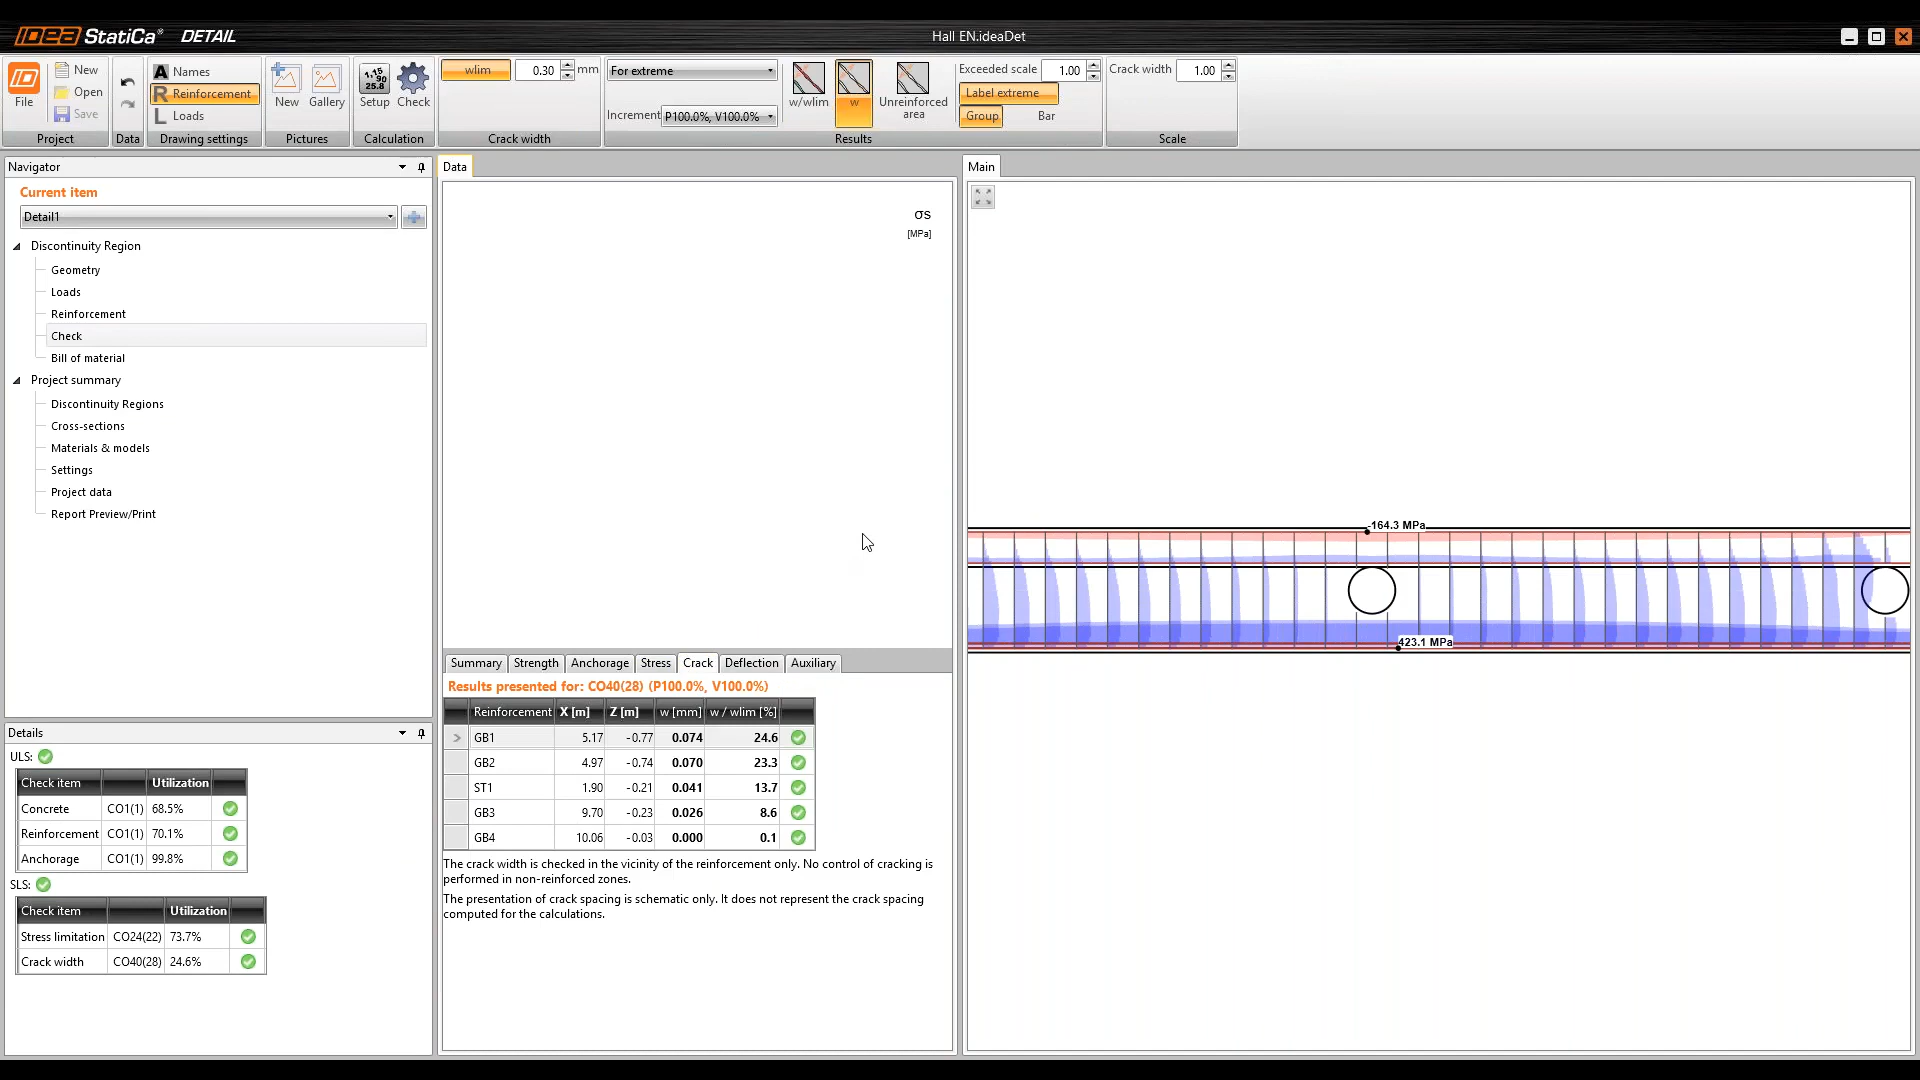 IDEA StatiCa® DETAIL
Hall EN.ideaDet
File
New
Open
Save
Project
Data
A Names
R Reinforcement
L Loads
Drawing settings
New
Gallery
Pictures
1,15 90 25.8
Setup
Check
Calculation
wlim
0.30
mm
Crack width
For extreme
Increment
P100.0%, V100.0%
w/wlim
w
Unreinforced area
Results
Exceeded scale
1.00
Label extreme
Group
Bar
Crack width
1.00
Scale
Navigator
Current item
Detail1
Discontinuity Region
Geometry
Loads
Reinforcement
Check
Bill of material
Project summary
Discontinuity Regions
Cross-sections
Materials & models
Settings
Project data
Report Preview/Print
Details
ULS:
Check item Utilization
Concrete CO1(1) 68.5%
Reinforcement CO1(1) 70.1%
Anchorage CO1(1) 99.8%
SLS:
Check item Utilization
Stress limitation CO24(22) 73.7%
Crack width CO40(28) 24.6%
Data
σs
[MPa]
Summary Strength Anchorage Stress Crack Deflection Auxiliary
Results presented for: CO40(28) (P100.0%, V100.0%)
Reinforcement X [m] Z [m] w [mm] w / wlim [%]
> GB1 5.17 -0.77 0.074 24.6
GB2 4.97 -0.74 0.070 23.3
ST1 1.90 -0.21 0.041 13.7
GB3 9.70 -0.23 0.026 8.6
GB4 10.06 -0.03 0.000 0.1
The crack width is checked in the vicinity of the reinforcement only. No control of cracking is
performed in non-reinforced zones.
The presentation of crack spacing is schematic only. It does not represent the crack spacing
computed for the calculations.
Main
-164.3 MPa
423.1 MPa